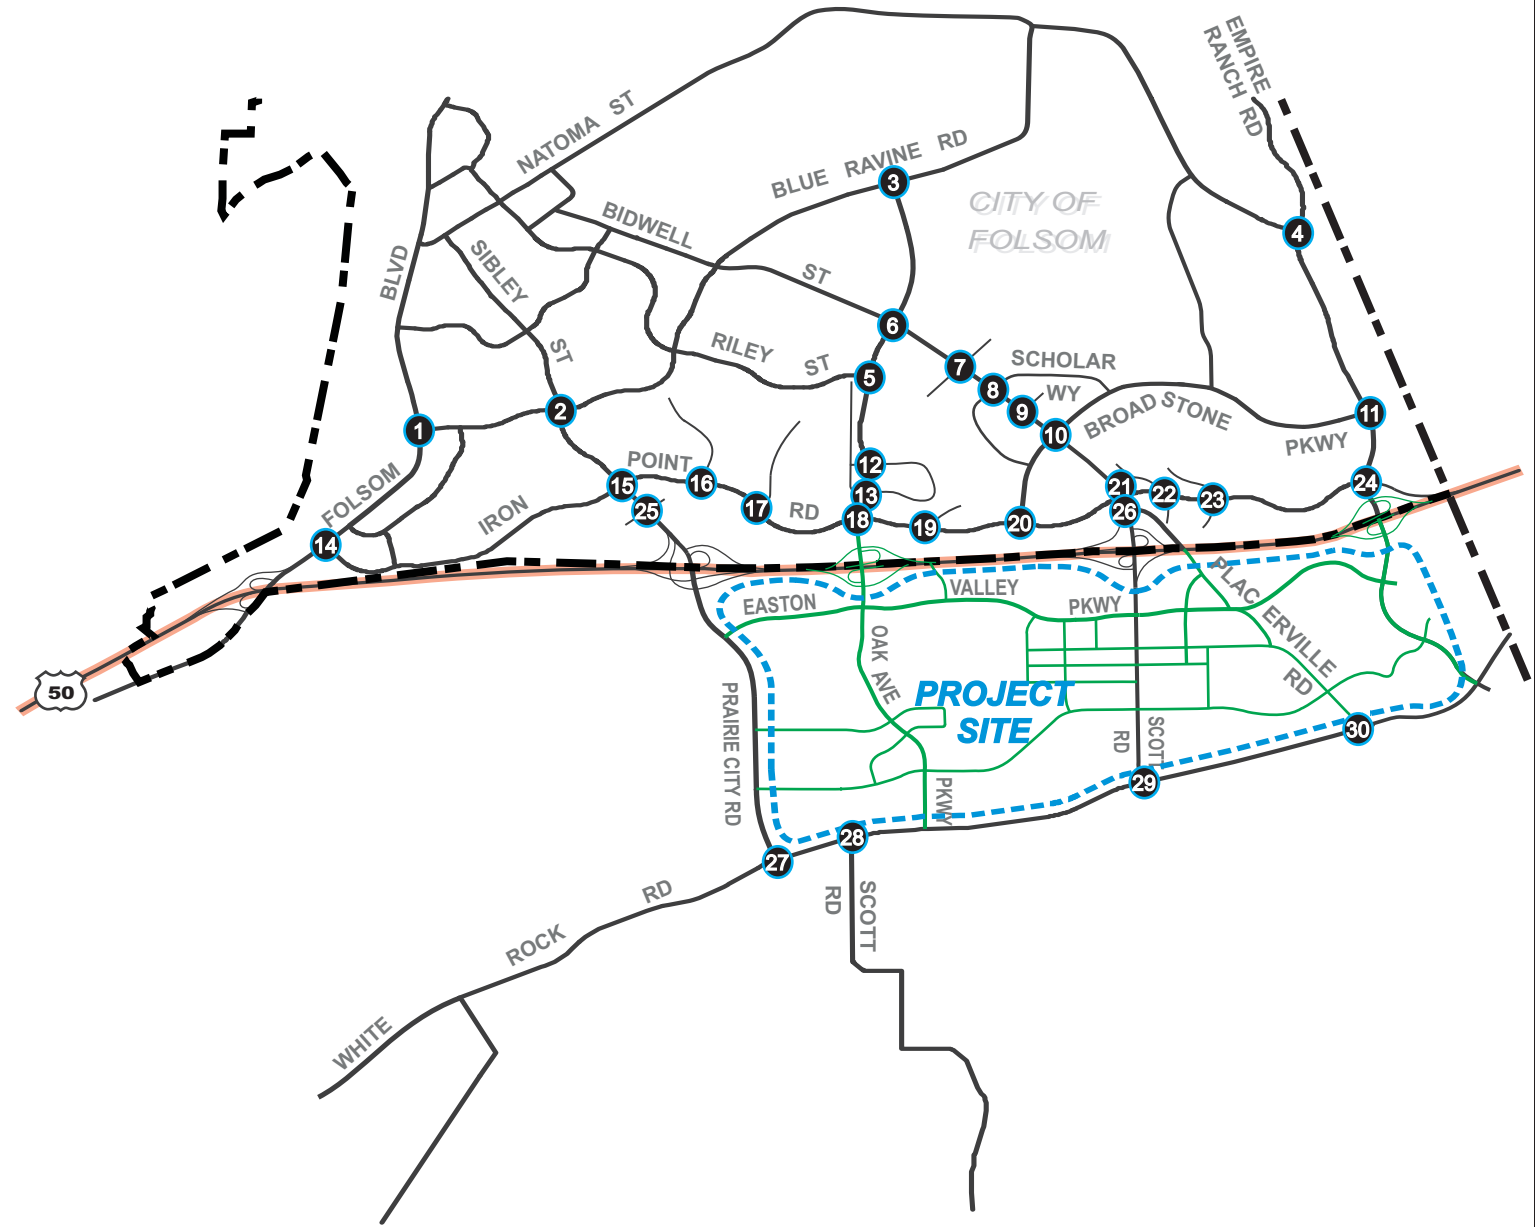 EMPIRE
RANCH RD
NATOMA ST
BLUE RAVINE RD
3
CITY OF
FOLSOM
BIDWELL
ST
4
BLVD
SIBLEY
ST
6
RILEY
ST
5
7
SCHOLAR
WY
8
9
10
BROAD STONE
PKWY
11
1
2
FOLSOM
IRON
POINT
RD
12
13
14
15
16
17
18
19
20
21
22
23
24
25
26
50
EASTON
VALLEY
PKWY
PLAC ERVILLE
RD
OAK AVE
PKWY
PROJECT
SITE
PRAIRIE CITY RD
SCOTT
RD
30
29
28
27
SCOTT
RD
WHITE
ROCK
RD